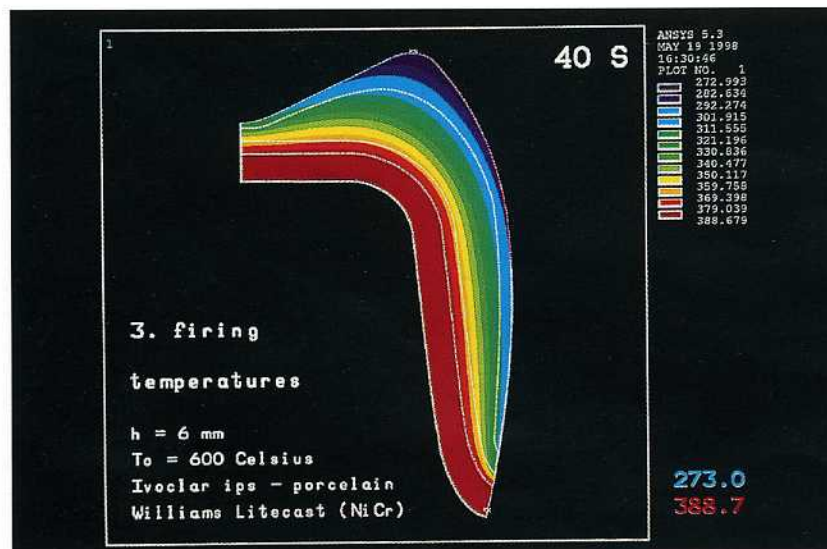 1
40 S
ANSYS 5.3
MAY 19 1998
16:30:46
PLOT NO. 1
272.993
282.634
292.274
301.915
311.555
321.196
330.836
340.477
350.117
359.758
369.398
379.039
388.679
3. firing
temperatures
h = 6 mm
To = 600 Celsius
Ivoclar ips - porcelain
Williams Litecast (NiCr)
273.0
388.7